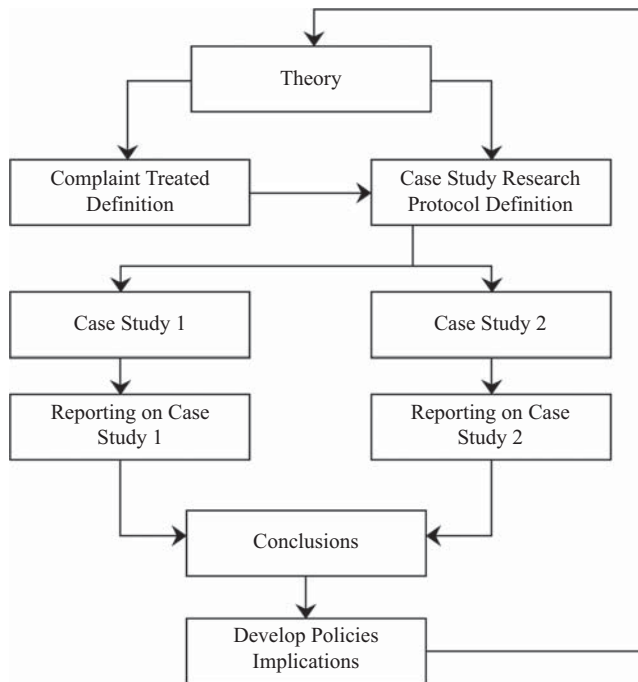 Theory
Complaint Treated
Definition
Case Study Research
Protocol Definition
Case Study 1
Case Study 2
Reporting on Case
Study 1
Reporting on Case
Study 2
Conclusions
Develop Policies
Implications